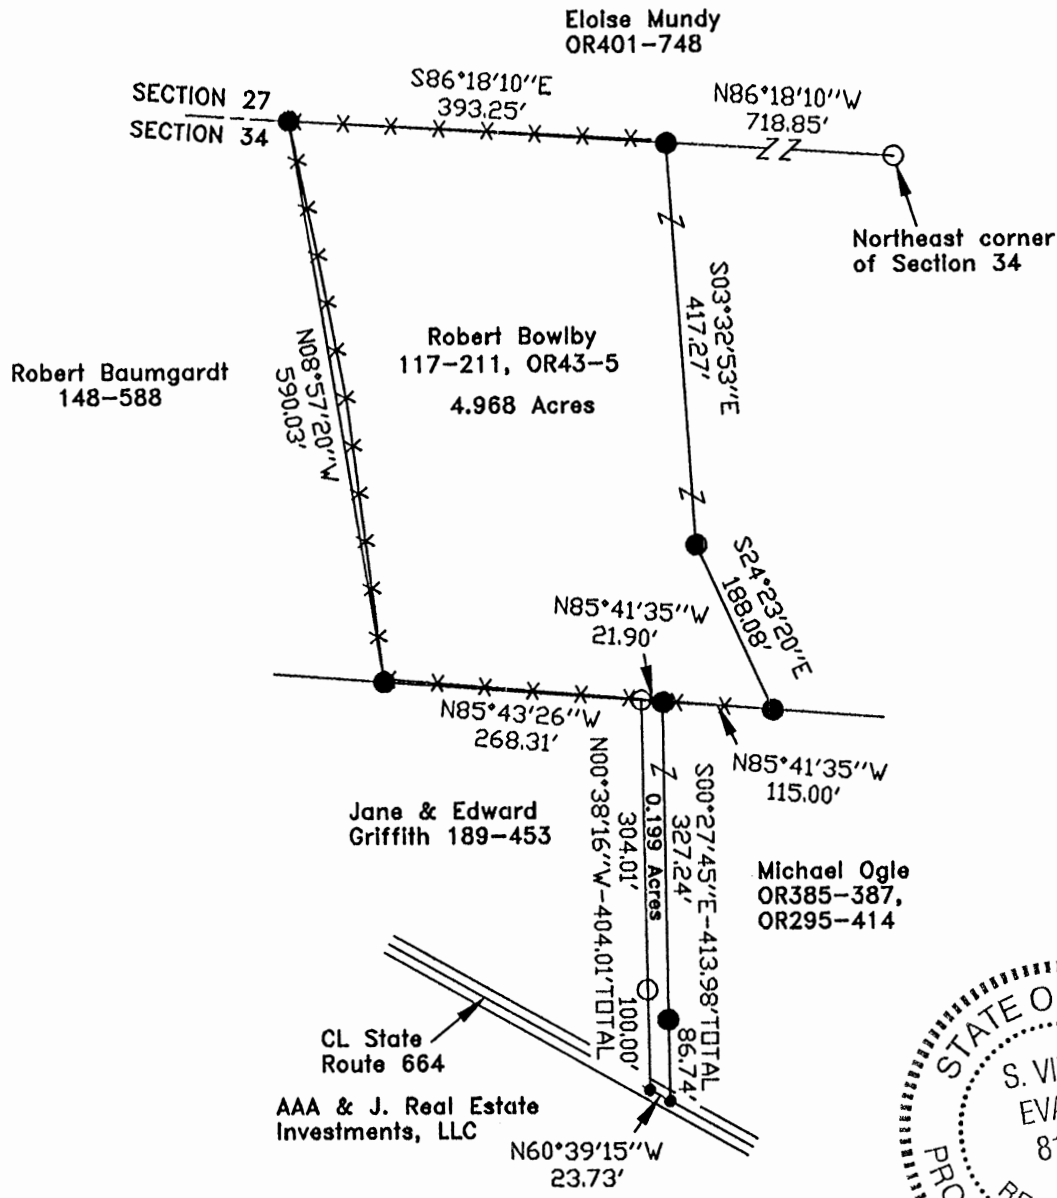 Eloise Mundy
OR401-748
S86°18'10"E
393.25'
N86°18'10"W
718.85'
SECTION 27
SECTION 34
Northeast corner
of Section 34
S03°32'53"E
417.27'
Robert Bowlby
117-211, OR43-5
4.968 Acres
Robert Baumgardt
148-588
N08°57'20"W
590.03'
S24°23'20"E
188.08'
N85°41'35"W
21.90'
N85°43'26"W
268.31'
N85°41'35"W
115.00'
Jane & Edward
Griffith 189-453
N00°38'16"W-404.01'TOTAL
304.01'
100.00'
0.199 Acres
S00°27'45"E-413.98'TOTAL
327.24'
86.74'
Michael Ogle
OR385-387,
OR295-414
CL State
Route 664
AAA & J. Real Estate
Investments, LLC
N60°39'15"W
23.73'
STATE O
S. VI
EVA
81
PRO
RE